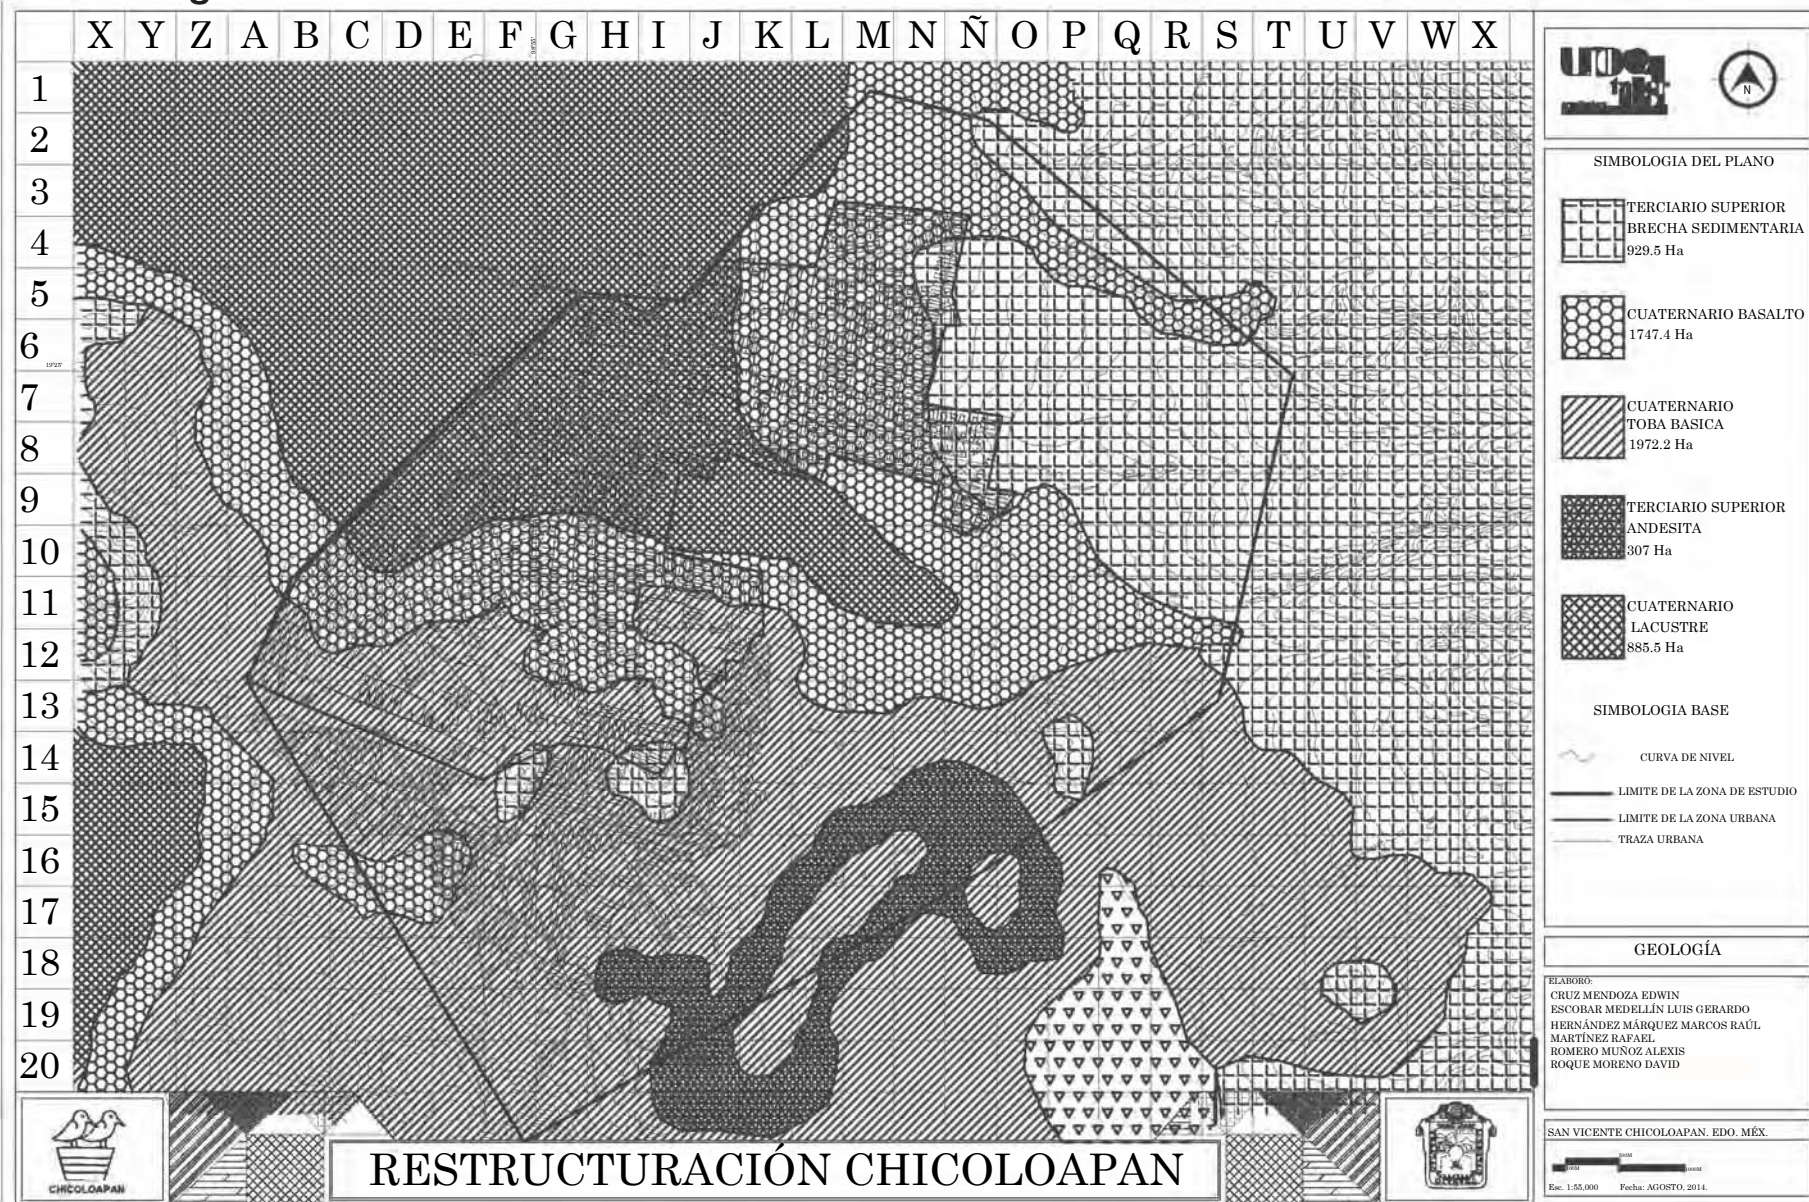 X Y Z A B C D E F G H I J K L M N Ñ O P Q R S T U V W X
1
2
3
4
5
6
19°25'
7
8
9
10
11
12
13
14
15
16
17
18
19
20
N
SIMBOLOGIA DEL PLANO
TERCIARIO SUPERIOR
BRECHA SEDIMENTARIA
929.5 Ha
CUATERNARIO BASALTO
1747.4 Ha
CUATERNARIO
TOBA BASICA
1972.2 Ha
TERCIARIO SUPERIOR
ANDESITA
307 Ha
CUATERNARIO
LACUSTRE
885.5 Ha
SIMBOLOGIA BASE
CURVA DE NIVEL
LIMITE DE LA ZONA DE ESTUDIO
LIMITE DE LA ZONA URBANA
TRAZA URBANA
GEOLOGÍA
ELABORÓ:
CRUZ MENDOZA EDWIN
ESCOBAR MEDELLÍN LUIS GERARDO
HERNÁNDEZ MÁRQUEZ MARCOS RAÚL
MARTÍNEZ RAFAEL
ROMERO MUÑOZ ALEXIS
ROQUE MORENO DAVID
SAN VICENTE CHICOLOAPAN. EDO. MÉX.
500M
1000M
Esc. 1:55,000 Fecha: AGOSTO, 2014.
CHICOLOAPAN
RESTRUCTURACIÓN CHICOLOAPAN